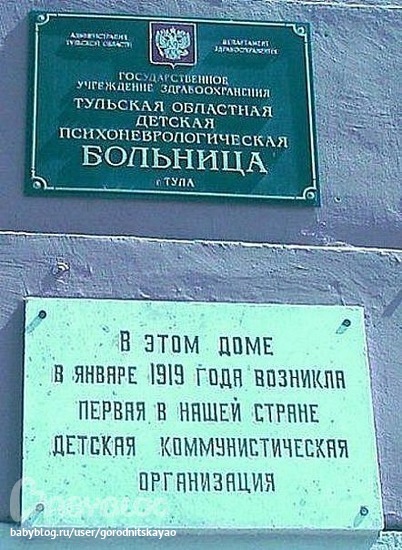 АДМИНИСТРАЦИЯ ДЕПАРТАМЕНТ
ТУЛЬСКОЙ ОБЛАСТИ ЗДРАВООХРАНЕНИЯ
ГОСУДАРСТВЕННОЕ
УЧРЕЖДЕНИЕ ЗДРАВООХРАНЕНИЯ
ТУЛЬСКАЯ ОБЛАСТНАЯ
ДЕТСКАЯ
ПСИХОНЕВРОЛОГИЧЕСКАЯ
БОЛЬНИЦА
г. ТУЛА
В ЭТОМ ДОМЕ
В ЯНВАРЕ 1919 ГОДА ВОЗНИКЛА
ПЕРВАЯ В НАШЕЙ СТРАНЕ
ДЕТСКАЯ КОММУНИСТИЧЕСКАЯ
ОРГАНИЗАЦИЯ
babyblog.ru/user/gorodnitskayao